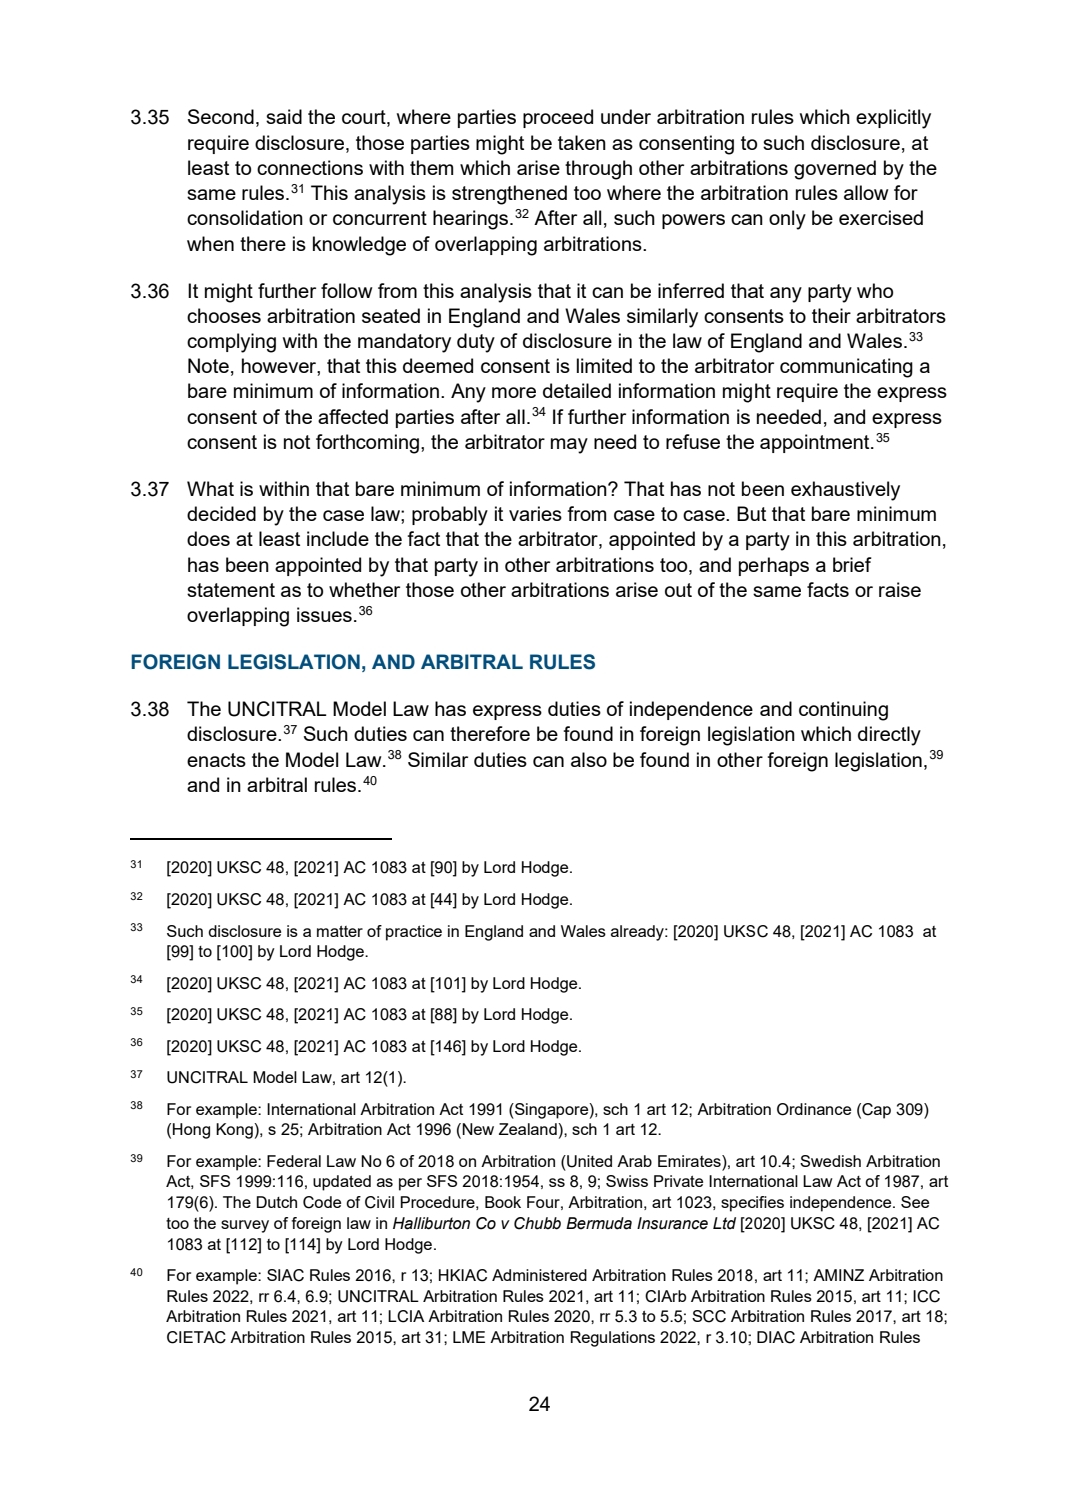 3.35 Second, said the court, where parties proceed under arbitration rules which explicitly
require disclosure, those parties might be taken as consenting to such disclosure, at
least to connections with them which arise through other arbitrations governed by the
same rules.31 This analysis is strengthened too where the arbitration rules allow for
consolidation or concurrent hearings.32 After all, such powers can only be exercised
when there is knowledge of overlapping arbitrations.
3.36 It might further follow from this analysis that it can be inferred that any party who
chooses arbitration seated in England and Wales similarly consents to their arbitrators
complying with the mandatory duty of disclosure in the law of England and Wales.33
Note, however, that this deemed consent is limited to the arbitrator communicating a
bare minimum of information. Any more detailed information might require the express
consent of the affected parties after all.34 If further information is needed, and express
consent is not forthcoming, the arbitrator may need to refuse the appointment.35
3.37 What is within that bare minimum of information? That has not been exhaustively
decided by the case law; probably it varies from case to case. But that bare minimum
does at least include the fact that the arbitrator, appointed by a party in this arbitration,
has been appointed by that party in other arbitrations too, and perhaps a brief
statement as to whether those other arbitrations arise out of the same facts or raise
overlapping issues.36
FOREIGN LEGISLATION, AND ARBITRAL RULES
3.38 The UNCITRAL Model Law has express duties of independence and continuing
disclosure.37 Such duties can therefore be found in foreign legislation which directly
enacts the Model Law.38 Similar duties can also be found in other foreign legislation,39
and in arbitral rules.40
31 [2020] UKSC 48, [2021] AC 1083 at [90] by Lord Hodge.
32 [2020] UKSC 48, [2021] AC 1083 at [44] by Lord Hodge.
33 Such disclosure is a matter of practice in England and Wales already: [2020] UKSC 48, [2021] AC 1083 at
[99] to [100] by Lord Hodge.
34 [2020] UKSC 48, [2021] AC 1083 at [101] by Lord Hodge.
35 [2020] UKSC 48, [2021] AC 1083 at [88] by Lord Hodge.
36 [2020] UKSC 48, [2021] AC 1083 at [146] by Lord Hodge.
37 UNCITRAL Model Law, art 12(1).
38 For example: International Arbitration Act 1991 (Singapore), sch 1 art 12; Arbitration Ordinance (Cap 309)
(Hong Kong), s 25; Arbitration Act 1996 (New Zealand), sch 1 art 12.
39 For example: Federal Law No 6 of 2018 on Arbitration (United Arab Emirates), art 10.4; Swedish Arbitration
Act, SFS 1999:116, updated as per SFS 2018:1954, ss 8, 9; Swiss Private International Law Act of 1987, art
179(6). The Dutch Code of Civil Procedure, Book Four, Arbitration, art 1023, specifies independence. See
too the survey of foreign law in Halliburton Co v Chubb Bermuda Insurance Ltd [2020] UKSC 48, [2021] AC
1083 at [112] to [114] by Lord Hodge.
40 For example: SIAC Rules 2016, r 13; HKIAC Administered Arbitration Rules 2018, art 11; AMINZ Arbitration
Rules 2022, rr 6.4, 6.9; UNCITRAL Arbitration Rules 2021, art 11; CIArb Arbitration Rules 2015, art 11; ICC
Arbitration Rules 2021, art 11; LCIA Arbitration Rules 2020, rr 5.3 to 5.5; SCC Arbitration Rules 2017, art 18;
CIETAC Arbitration Rules 2015, art 31; LME Arbitration Regulations 2022, r 3.10; DIAC Arbitration Rules
24